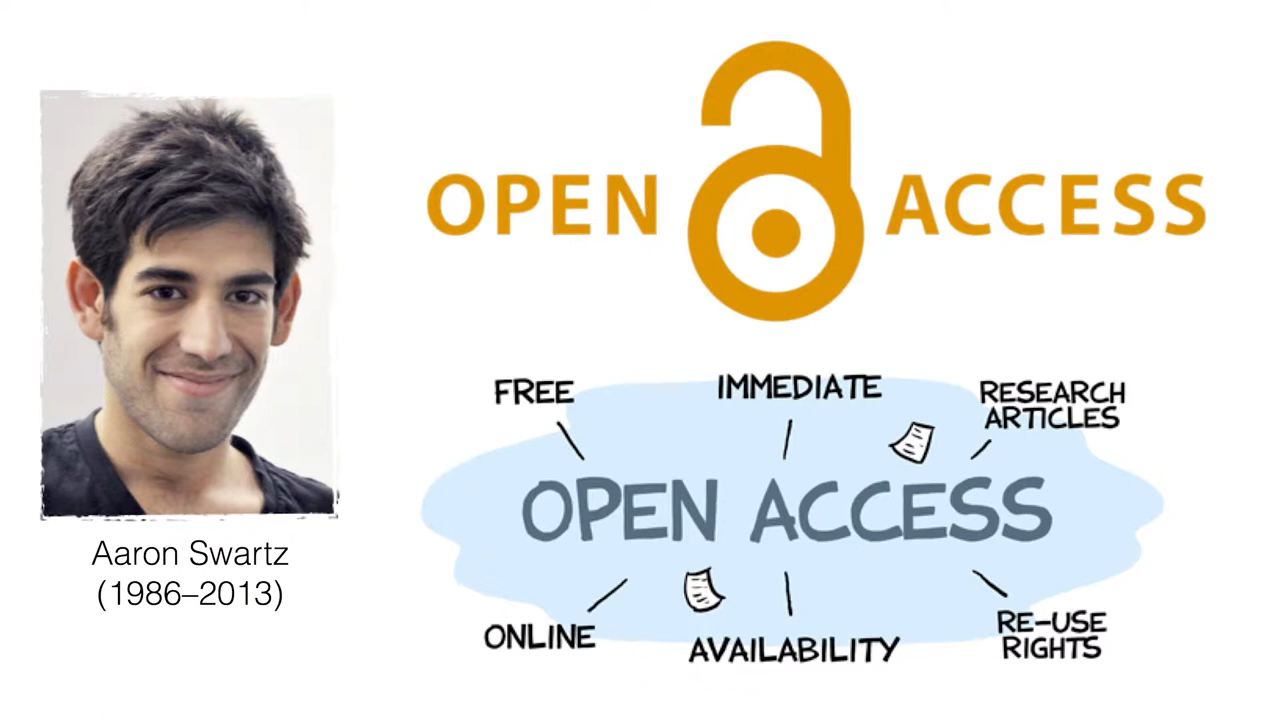 OPEN ACCESS
Aaron Swartz
(1986–2013)
FREE
IMMEDIATE
RESEARCH
ARTICLES
OPEN ACCESS
ONLINE
AVAILABILITY
RE-USE
RIGHTS